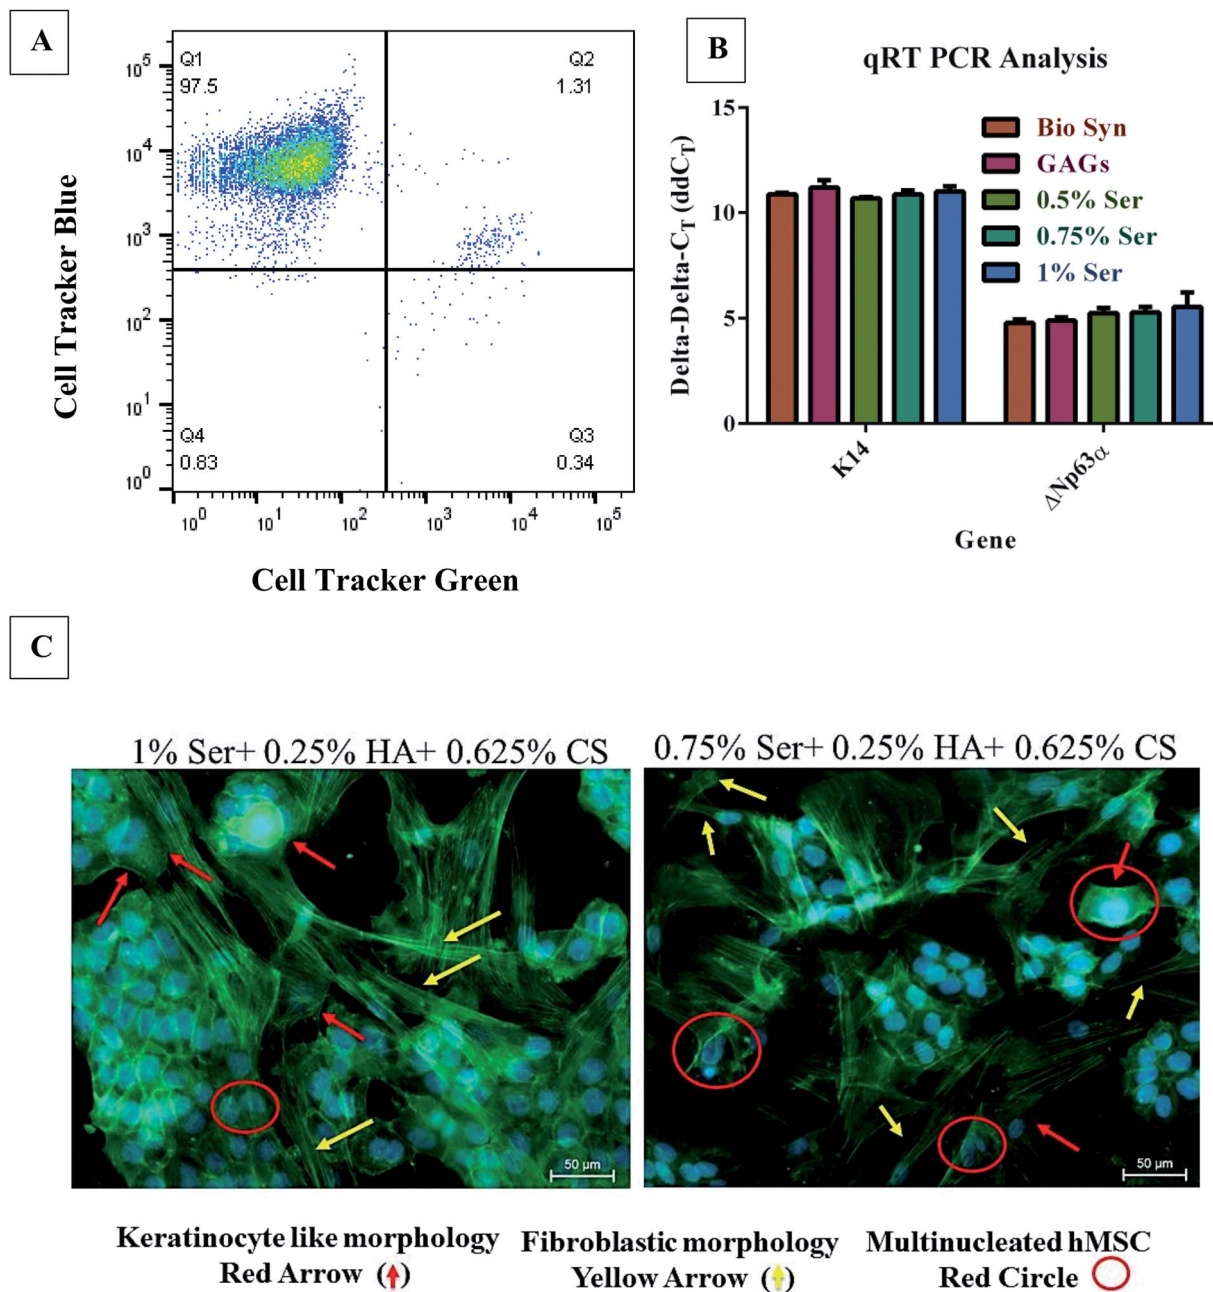 A
Q1
97.5
Q2
1.31
Q4
0.83
Q3
0.34
10^5
10^4
10^3
10^2
10^1
10^0
10^0
10^1
10^2
10^3
10^4
10^5
Cell Tracker Blue
Cell Tracker Green
B
qRT PCR Analysis
Delta-Delta-C_T (ddC_T)
15
10
5
0
Bio Syn
GAGs
0.5% Ser
0.75% Ser
1% Ser
K14
ΔNp63α
Gene
C
1% Ser+ 0.25% HA+ 0.625% CS
0.75% Ser+ 0.25% HA+ 0.625% CS
50 µm
50 µm
Keratinocyte like morphology
Red Arrow ()
Fibroblastic morphology
Yellow Arrow ()
Multinucleated hMSC
Red Circle